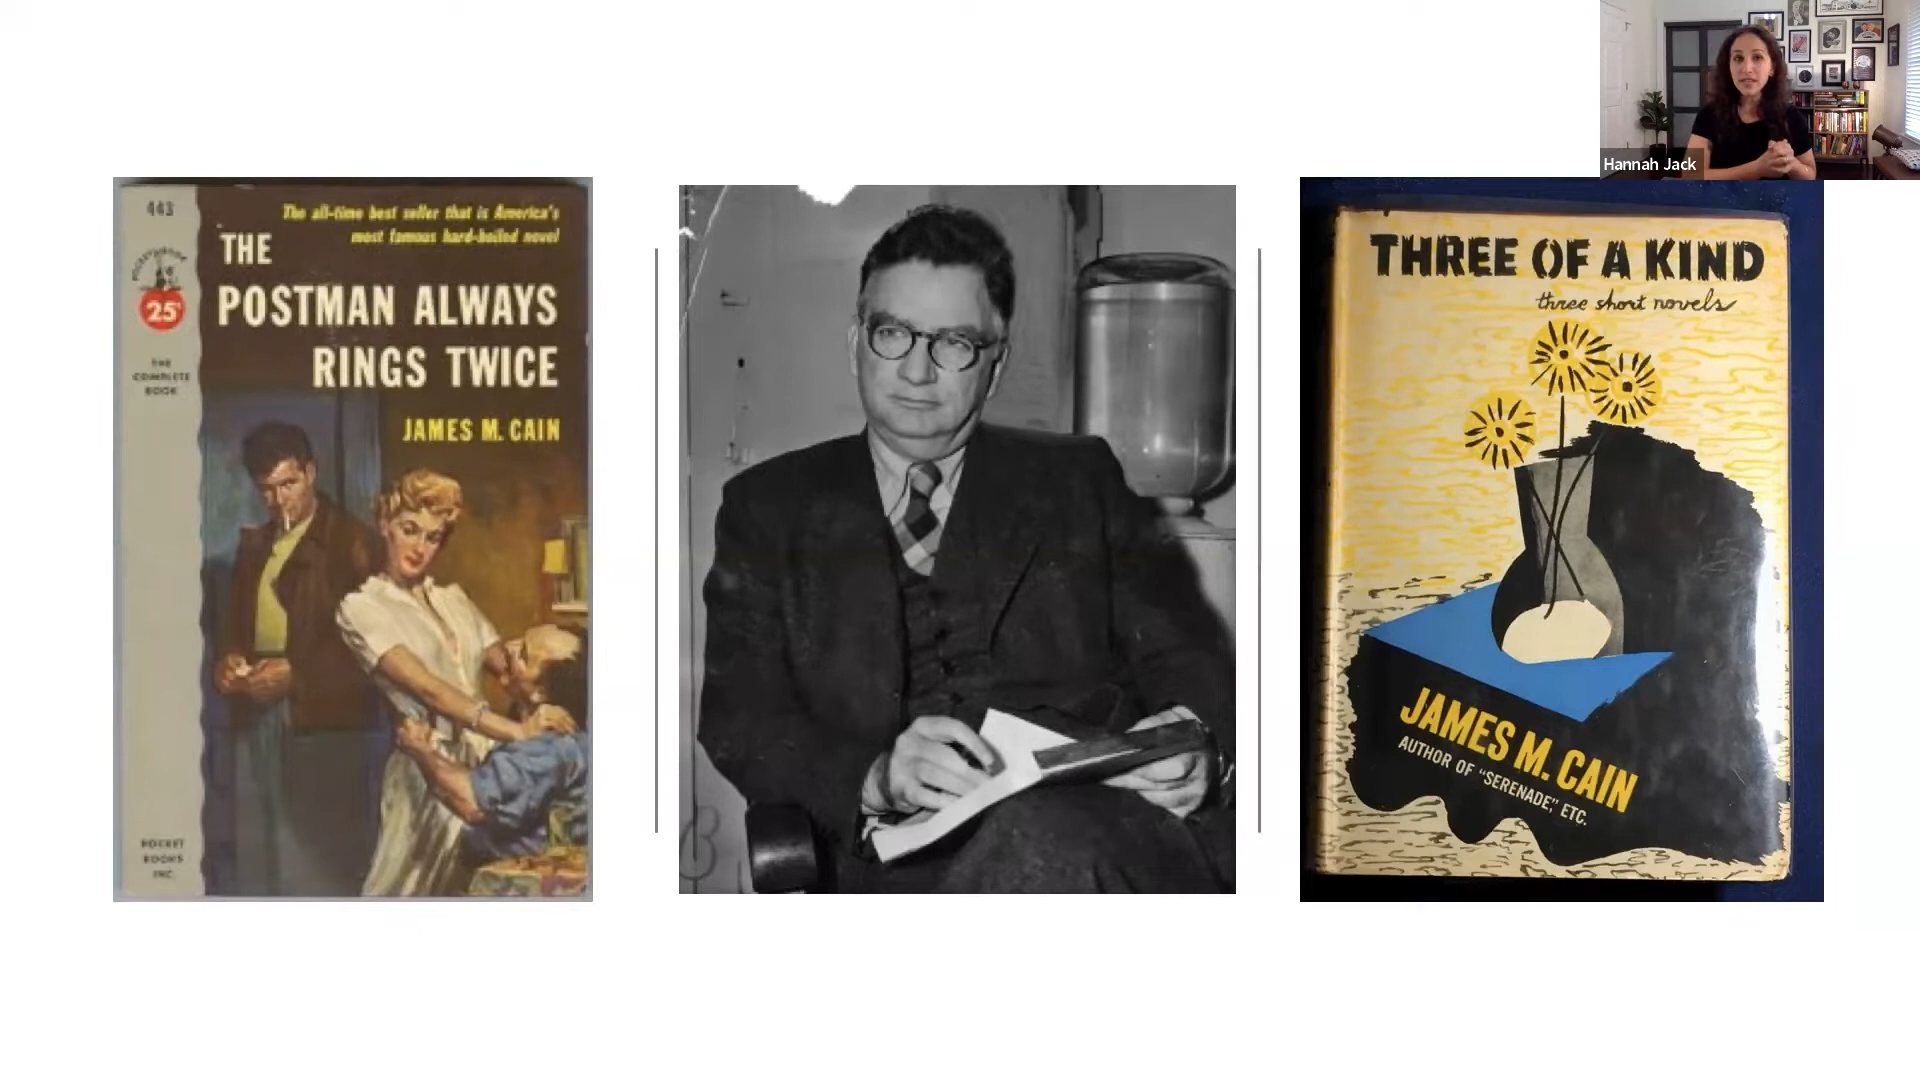 Hannah Jack
443
POCKET BOOK
25¢
THE
COMPLETE
BOOK
POCKET
BOOKS
INC.
The all-time best seller that is America's
most famous hard-boiled novel
THE
POSTMAN ALWAYS
RINGS TWICE
JAMES M. CAIN
THREE OF A KIND
three short novels
JAMES M. CAIN
AUTHOR OF "SERENADE," ETC.